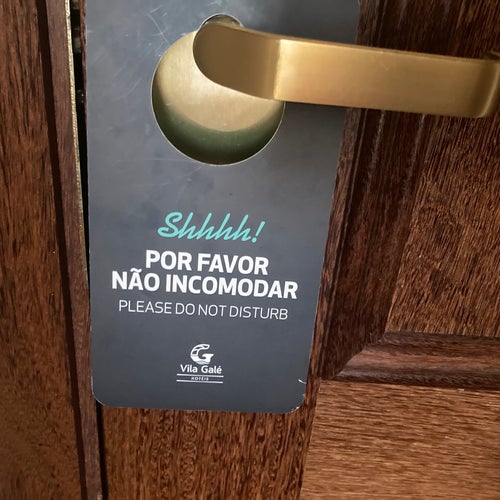 Shhhh!
POR FAVOR
NÃO INCOMODAR
PLEASE DO NOT DISTURB
Vila Galé
HOTÉIS